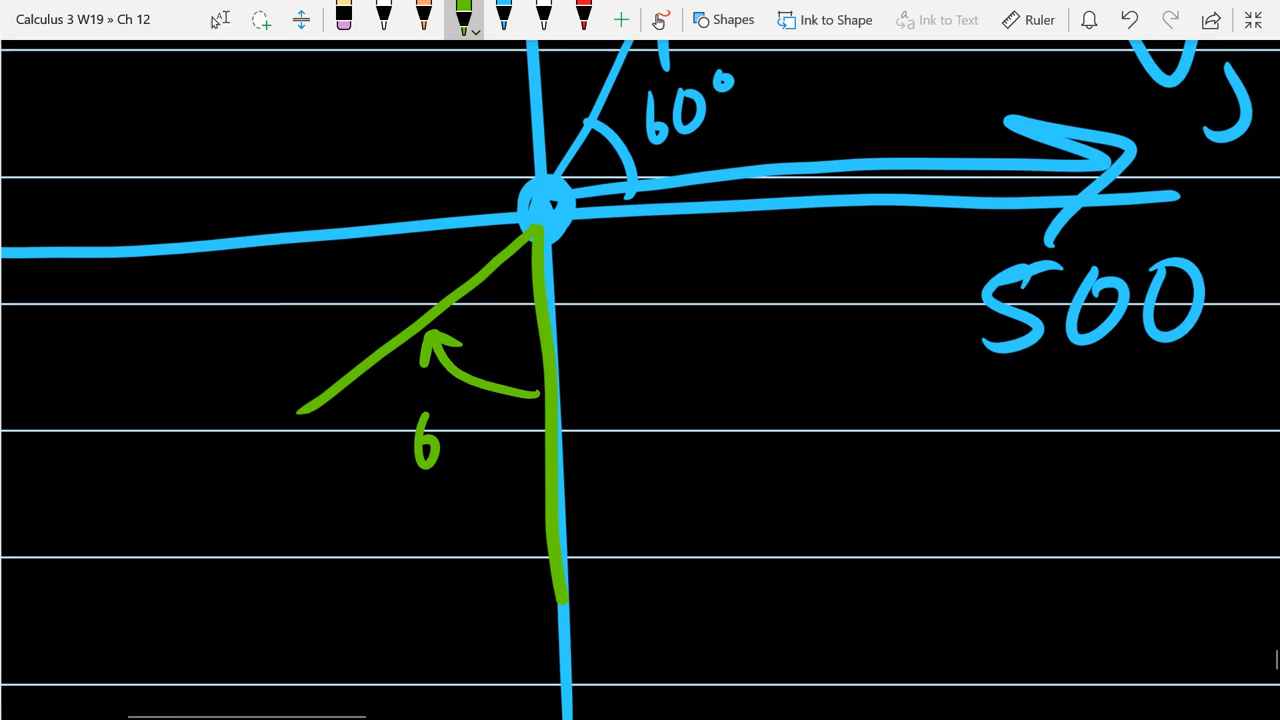 Calculus 3 W19 » Ch 12
Shapes
Ink to Shape
Ink to Text
Ruler
60°
500
6